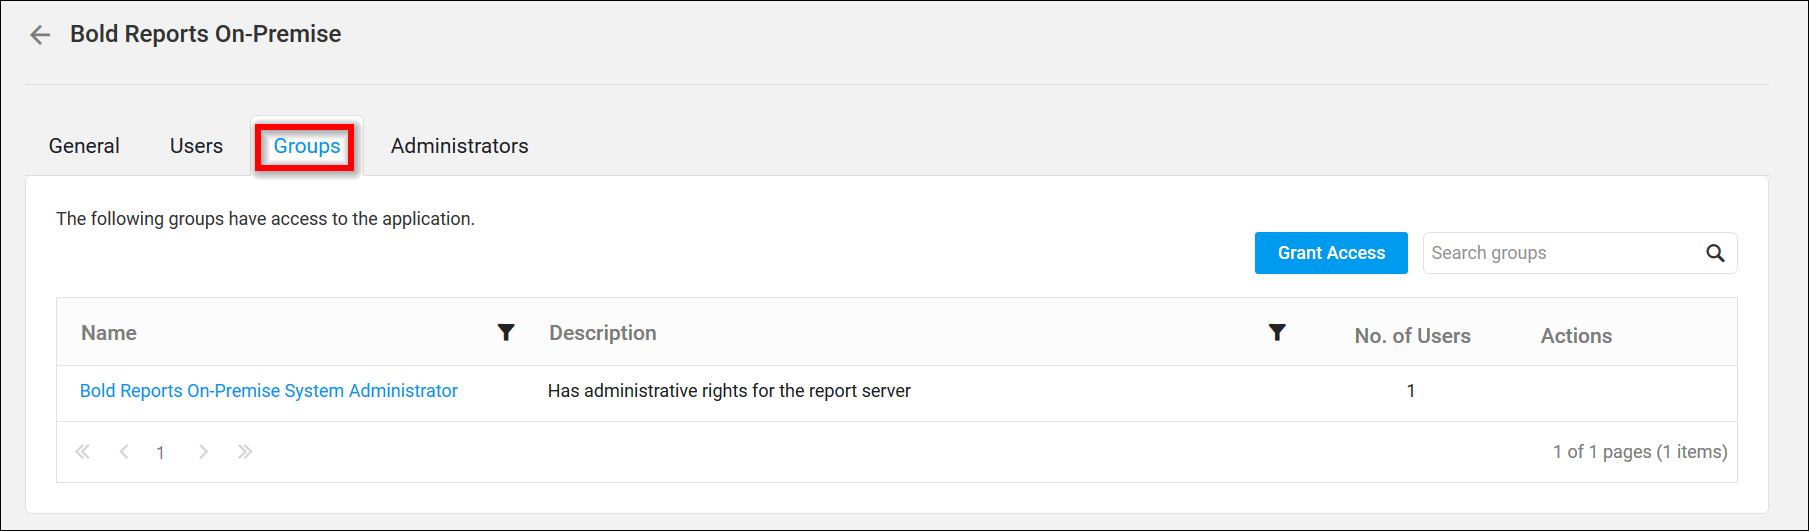 Bold Reports On-Premise
General Users Groups Administrators
The following groups have access to the application.
Grant Access Search groups
Name Description No. of Users Actions
Bold Reports On-Premise System Administrator Has administrative rights for the report server 1
1 1 of 1 pages (1 items)